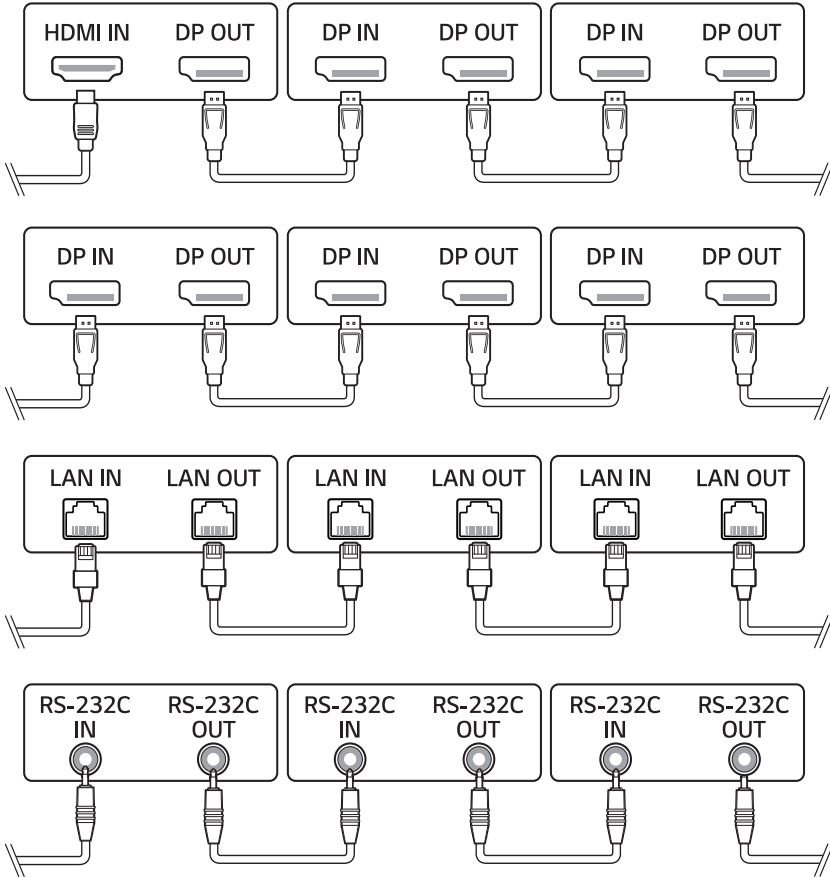 HDMI IN DP OUT DP IN DP OUT DP IN DP OUT
DP IN DP OUT DP IN DP OUT DP IN DP OUT
LAN IN LAN OUT LAN IN LAN OUT LAN IN LAN OUT
RS-232C RS-232C RS-232C RS-232C RS-232C RS-232C
IN OUT IN OUT IN OUT